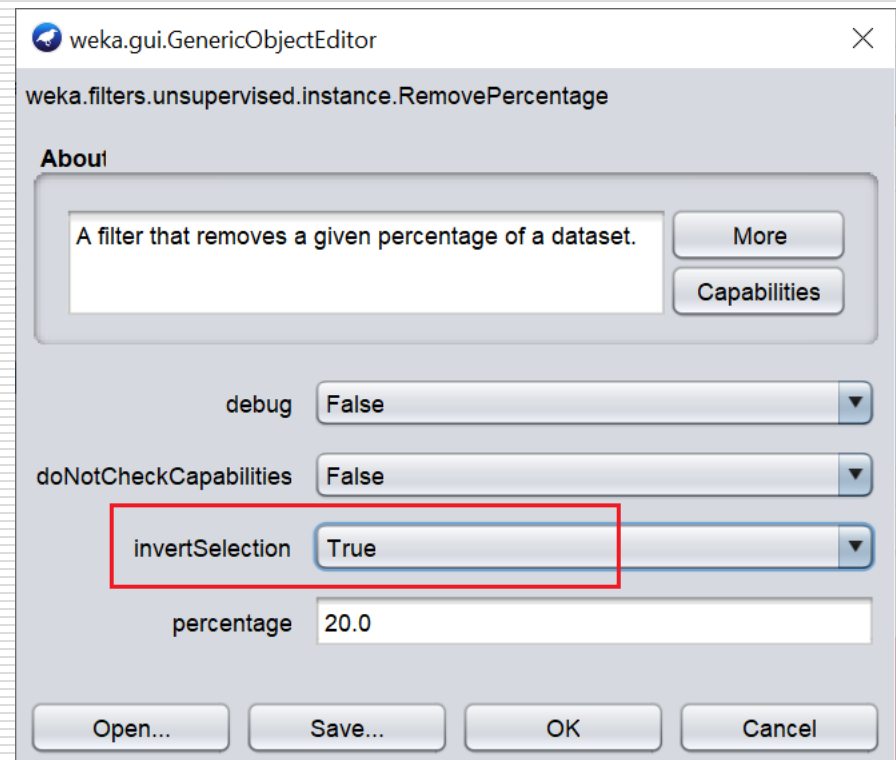 weka.gui.GenericObjectEditor
weka.filters.unsupervised.instance.RemovePercentage
About
A filter that removes a given percentage of a dataset.
More
Capabilities
debug False
doNotCheckCapabilities False
invertSelection True
percentage 20.0
Open... Save... OK Cancel